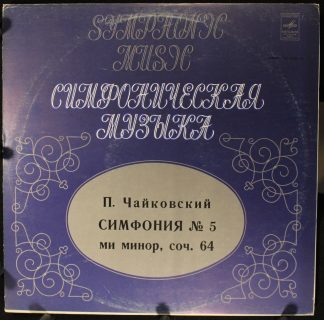 SYMPHONIC
MUSIC
СИМФОНИЧЕСКАЯ
МУЗЫКА
П. Чайковский
СИМФОНИЯ № 5
ми минор, соч. 64